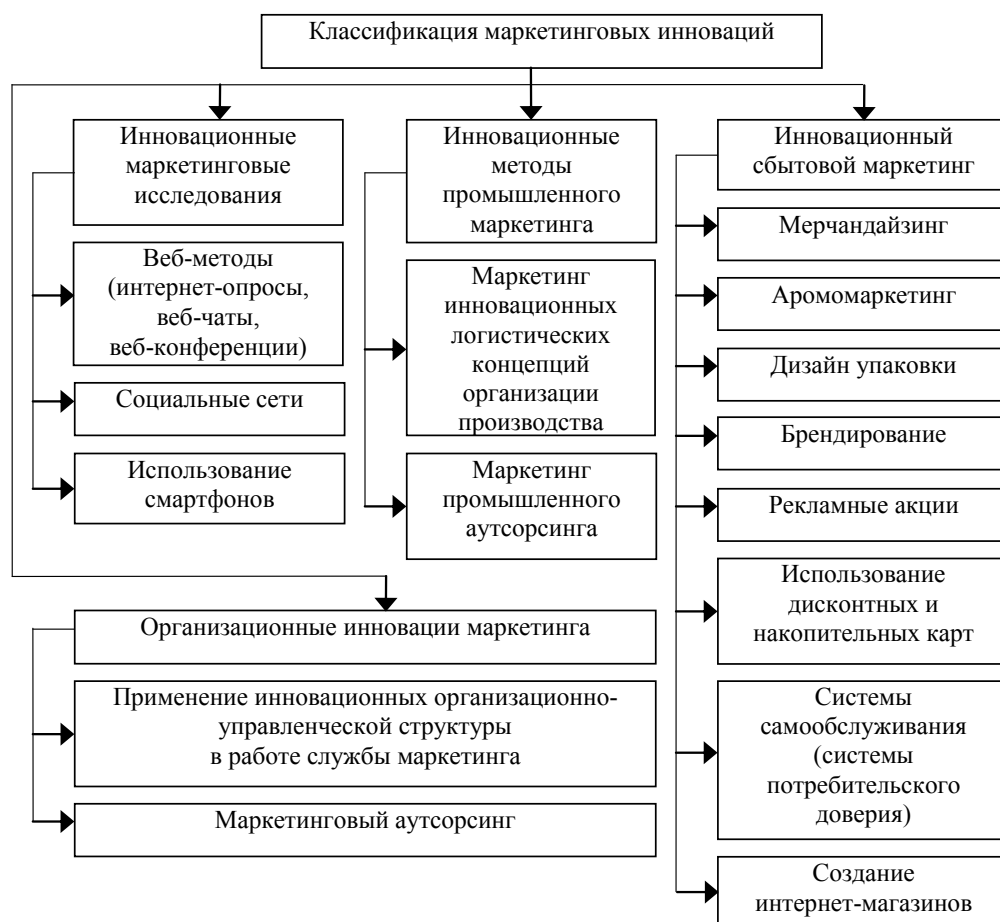 Классификация маркетинговых инноваций
Инновационные
маркетинговые
исследования
Веб-методы
(интернет-опросы,
веб-чаты,
веб-конференции)
Социальные сети
Использование
смартфонов
Инновационные
методы
промышленного
маркетинга
Маркетинг
инновационных
логистических
концепций
организации
производства
Маркетинг
промышленного
аутсорсинга
Инновационный
сбытовой маркетинг
Мерчандайзинг
Аромомаркетинг
Дизайн упаковки
Брендирование
Рекламные акции
Использование
дисконтных и
накопительных карт
Системы
самообслуживания
(системы
потребительского
доверия)
Создание
интернет-магазинов
Организационные инновации маркетинга
Применение инновационных организационно-
управленческой структуры
в работе службы маркетинга
Маркетинговый аутсорсинг